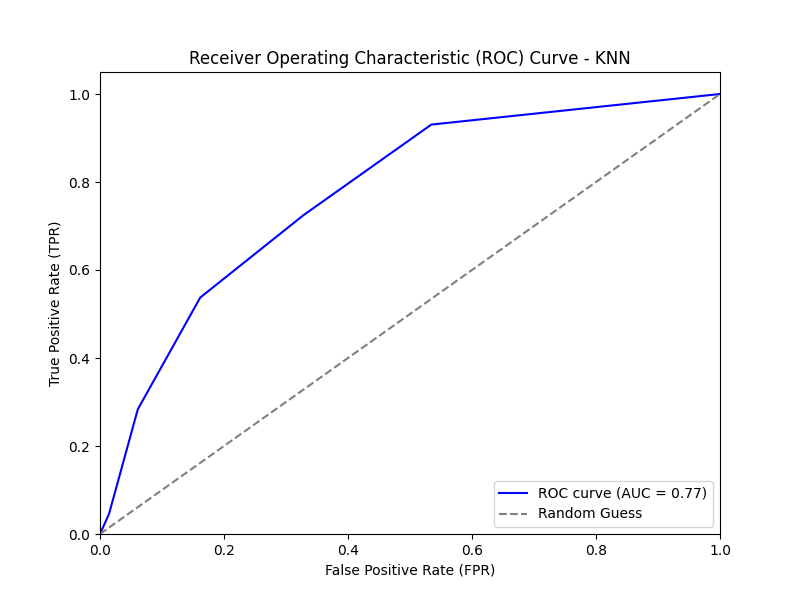 Receiver Operating Characteristic (ROC) Curve - KNN
1.0
0.8
0.6
0.4
0.2
0.0
True Positive Rate (TPR)
ROC curve (AUC = 0.77)
Random Guess
0.0 0.2 0.4 0.6 0.8 1.0
False Positive Rate (FPR)